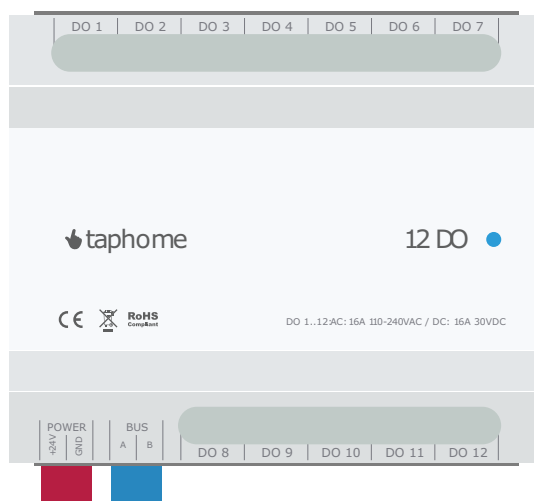 DO 1 DO 2 DO 3 DO 4 DO 5 DO 6 DO 7
taphome 12 DO
CE RoHS
Compliant
DO 1..12:AC: 16A 110-240VAC / DC: 16A 30VDC
POWER BUS
+24V GND A B
DO 8 DO 9 DO 10 DO 11 DO 12